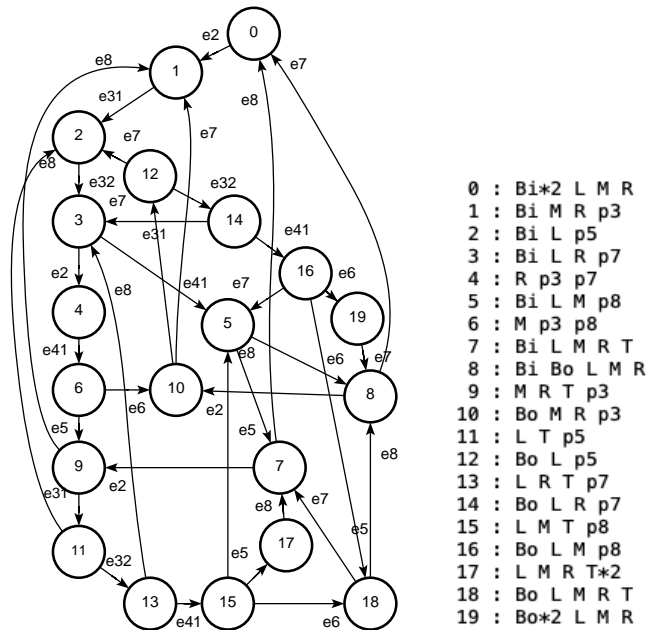 0
e2
e8
e7
1
e31
e8
2
e7
e7
e8
e32
12
e32
e7
3
14
e31
e41
e2
e41
e7
16
e6
e8
4
5
19
e41
e8
e6
e7
6
10
8
e6
e2
e5
e5
e8
9
7
e31
e2
e8
e7
11
17
e5
e32
e5
13
15
18
e41
e6
0 : Bi*2 L M R
1 : Bi M R p3
2 : Bi L p5
3 : Bi L R p7
4 : R p3 p7
5 : Bi L M p8
6 : M p3 p8
7 : Bi L M R T
8 : Bi Bo L M R
9 : M R T p3
10 : Bo M R p3
11 : L T p5
12 : Bo L p5
13 : L R T p7
14 : Bo L R p7
15 : L M T p8
16 : Bo L M p8
17 : L M R T*2
18 : Bo L M R T
19 : Bo*2 L M R